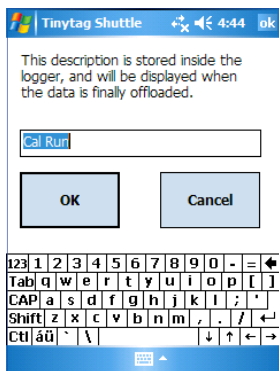 Tinytag Shuttle 4:44 ok
This description is stored inside the
logger, and will be displayed when
the data is finally offloaded.
Cal Run
OK Cancel
123 1 2 3 4 5 6 7 8 9 0 - = 🡄
Tab q w e r t y u i o p [ ]
CAP a s d f g h j k l ; '
Shift z x c v b n m , . / ↵
Ctl áü ` \ ↓ ↑ ← →